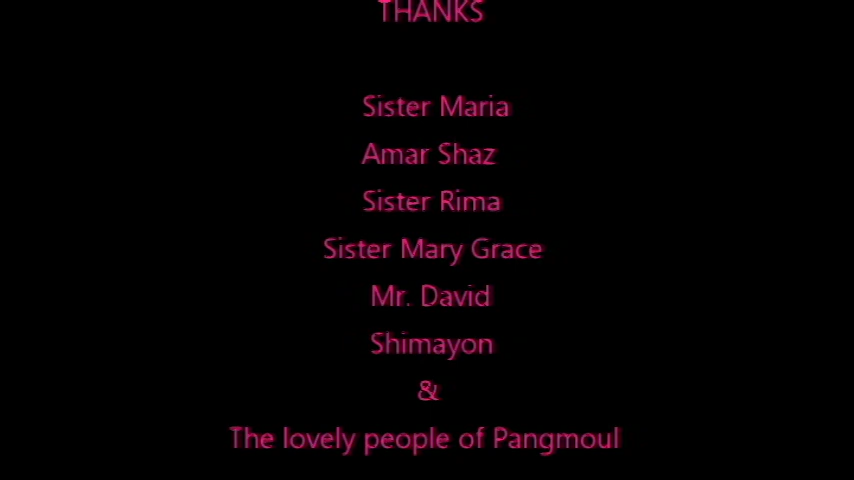 THANKS
Sister Maria
Amar Shaz
Sister Rima
Sister Mary Grace
Mr. David
Shimayon
&
The lovely people of Pangmoul